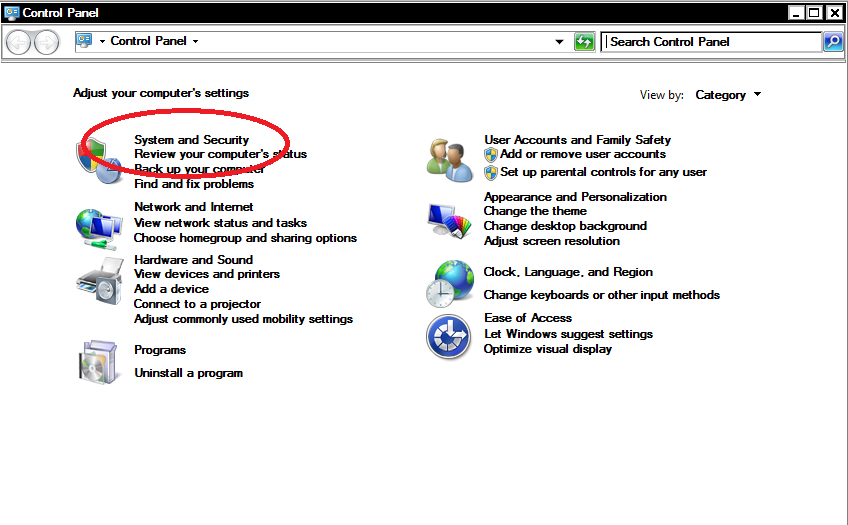 Control Panel
Control Panel
Search Control Panel
Adjust your computer's settings
View by: Category
System and Security
Review your computer's status
Back up your computer
Find and fix problems
Network and Internet
View network status and tasks
Choose homegroup and sharing options
Hardware and Sound
View devices and printers
Add a device
Connect to a projector
Adjust commonly used mobility settings
Programs
Uninstall a program
User Accounts and Family Safety
Add or remove user accounts
Set up parental controls for any user
Appearance and Personalization
Change the theme
Change desktop background
Adjust screen resolution
Clock, Language, and Region
Change keyboards or other input methods
Ease of Access
Let Windows suggest settings
Optimize visual display